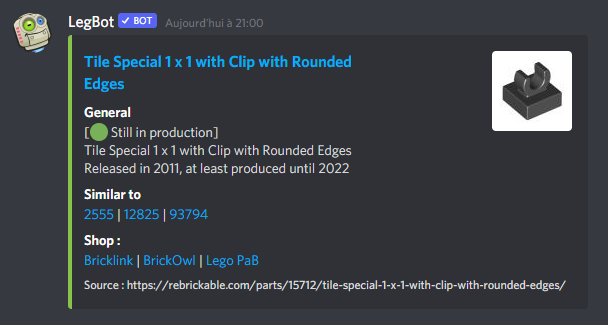 LegBot ✔ BOT Aujourd'hui à 21:00
Tile Special 1 x 1 with Clip with Rounded
Edges
General
[🟢 Still in production]
Tile Special 1 x 1 with Clip with Rounded Edges
Released in 2011, at least produced until 2022
Similar to
2555 | 12825 | 93794
Shop :
Bricklink | BrickOwl | Lego PaB
Source : https://rebrickable.com/parts/15712/tile-special-1-x-1-with-clip-with-rounded-edges/